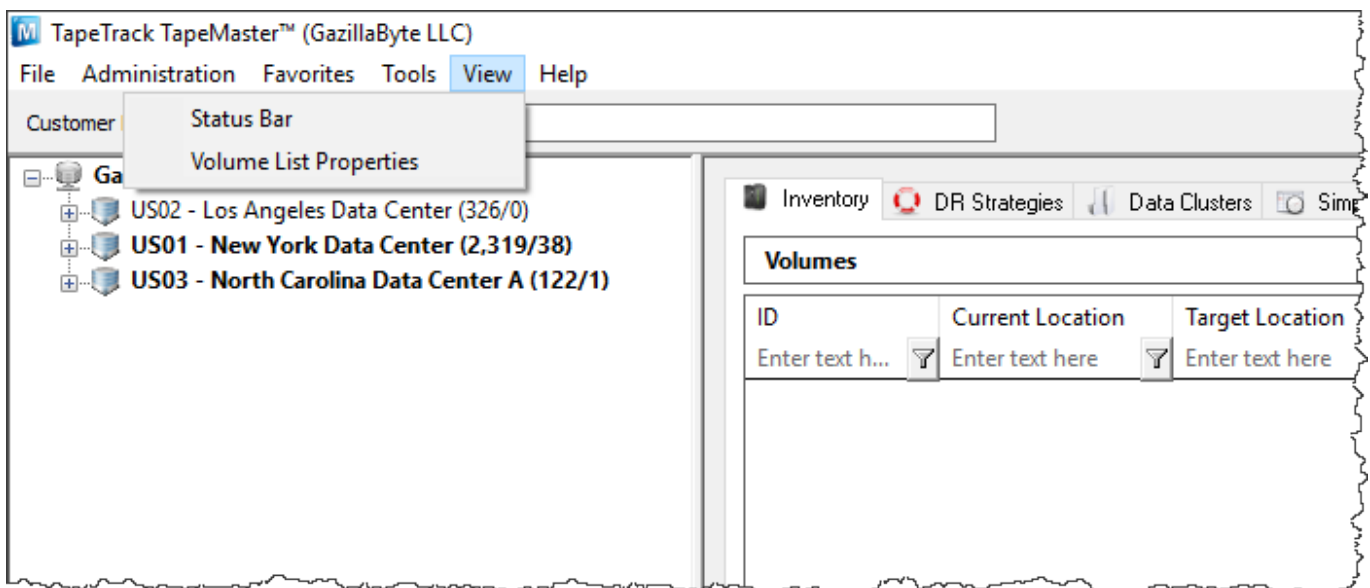 TapeTrack TapeMaster™ (GazillaByte LLC)
File Administration Favorites Tools View Help
Customer
Status Bar
Volume List Properties
US02 - Los Angeles Data Center (326/0)
US01 - New York Data Center (2,319/38)
US03 - North Carolina Data Center A (122/1)
Inventory DR Strategies Data Clusters
Volumes
ID Current Location Target Location
Enter text h... Enter text here Enter text here